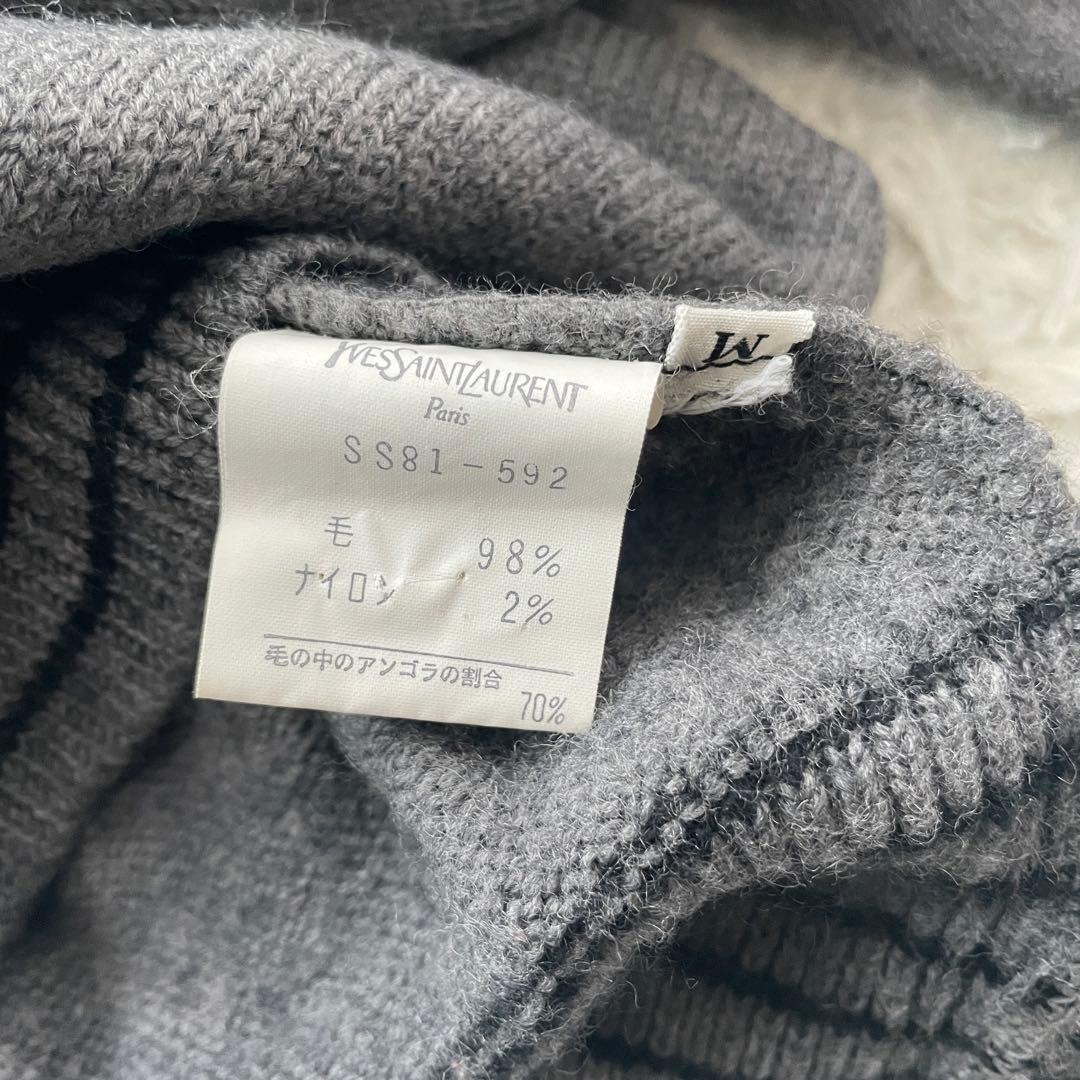 YVES SAINT LAURENT
Paris
SS81-592
毛 98%
ナイロン 2%
毛の中のアンゴラの割合
70%
M